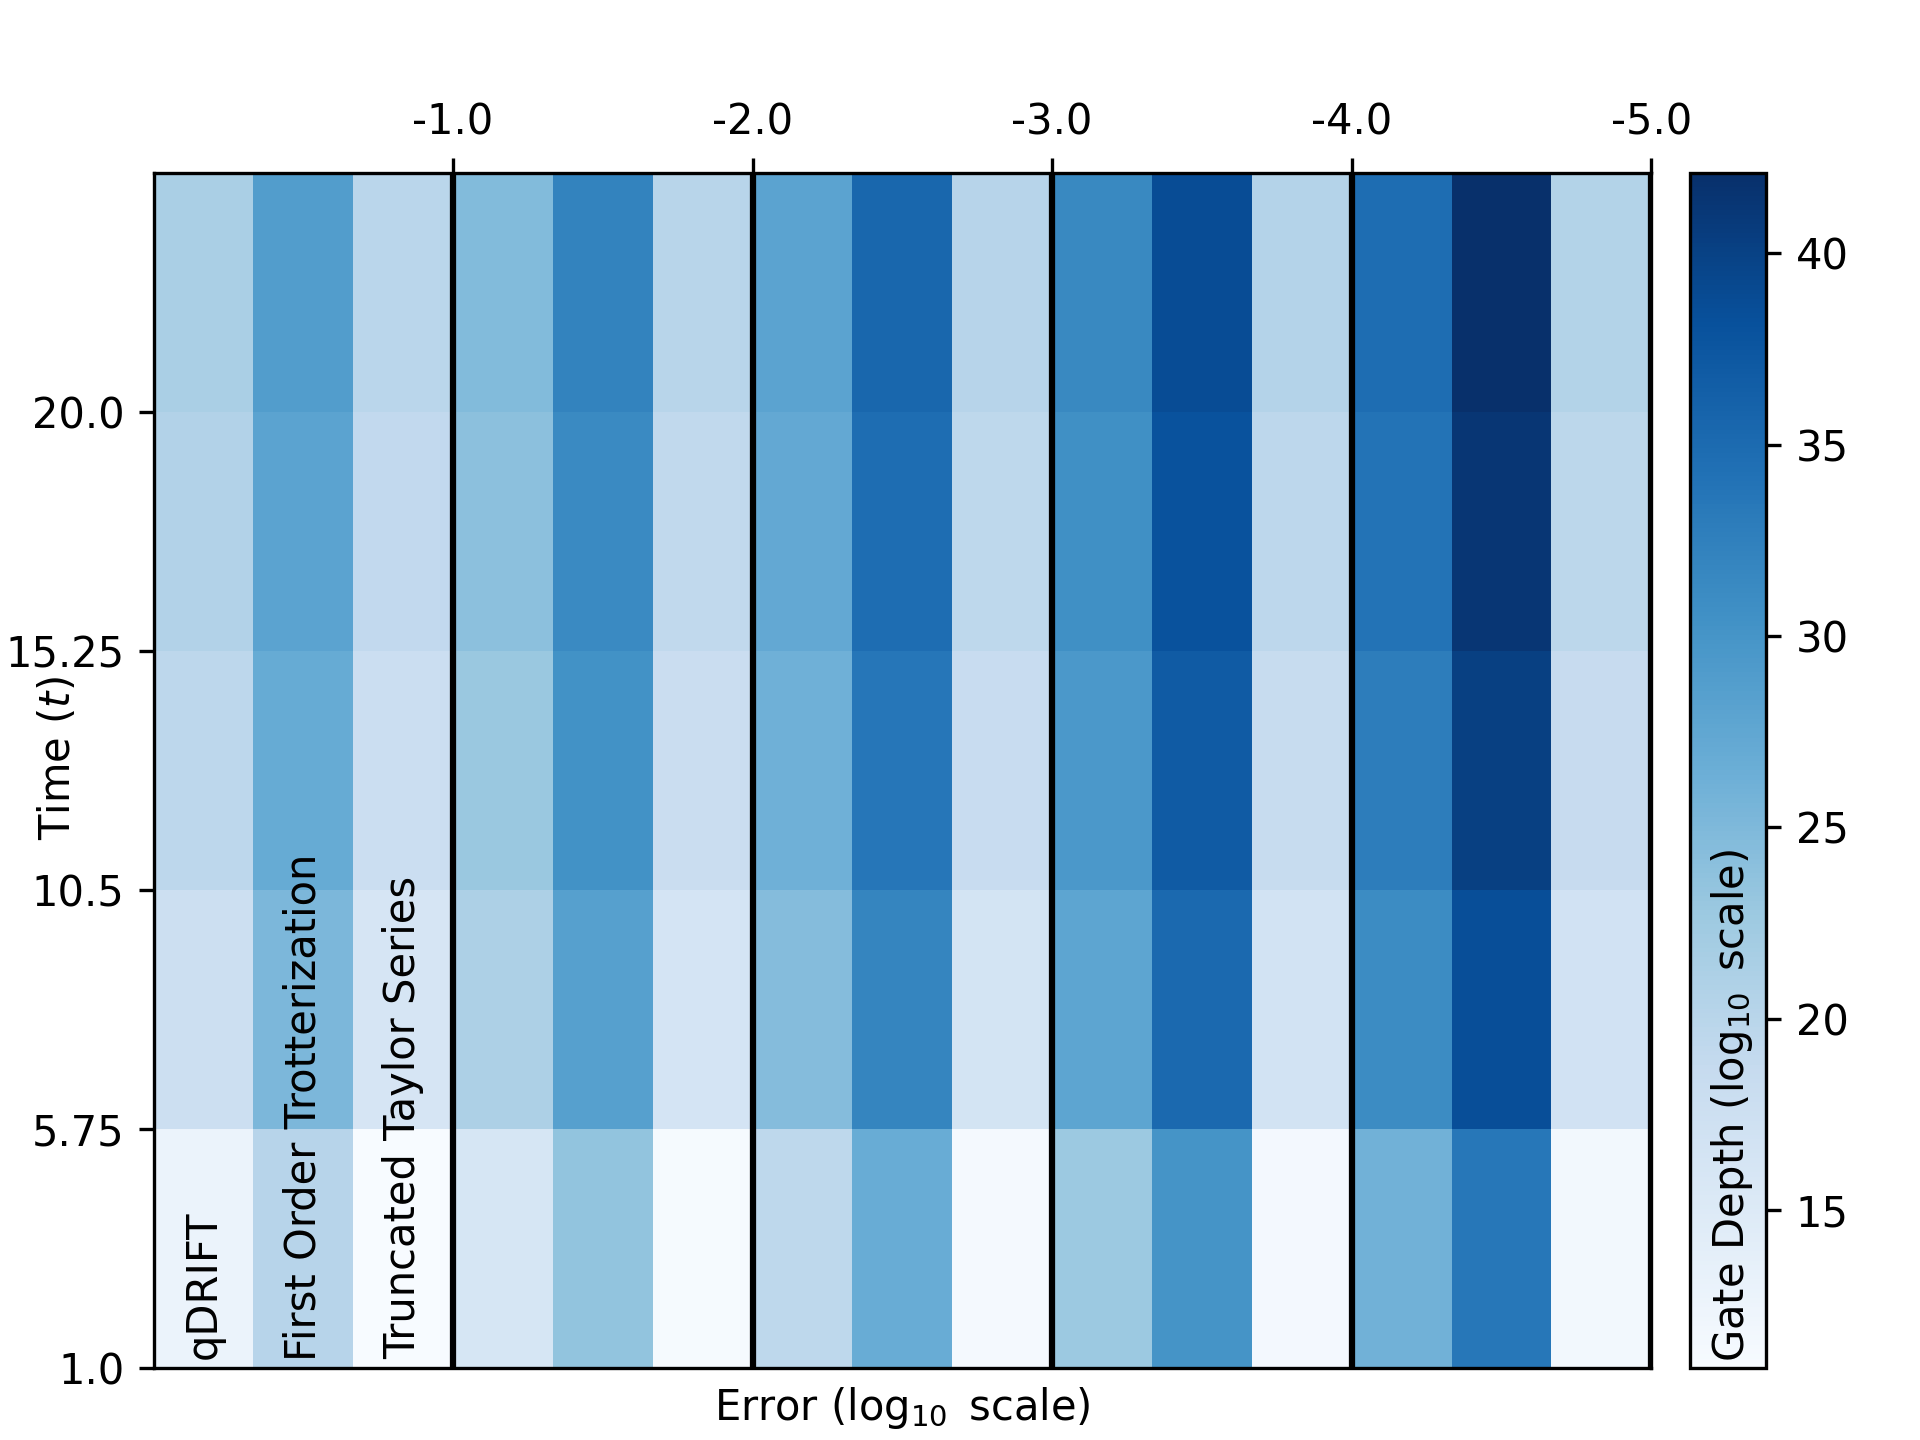 -1.0 -2.0 -3.0 -4.0 -5.0
20.0
15.25
10.5
5.75
1.0
Time (t)
qDRIFT
First Order Trotterization
Truncated Taylor Series
Error (log₁₀ scale)
40
35
30
25
20
15
Gate Depth (log₁₀ scale)